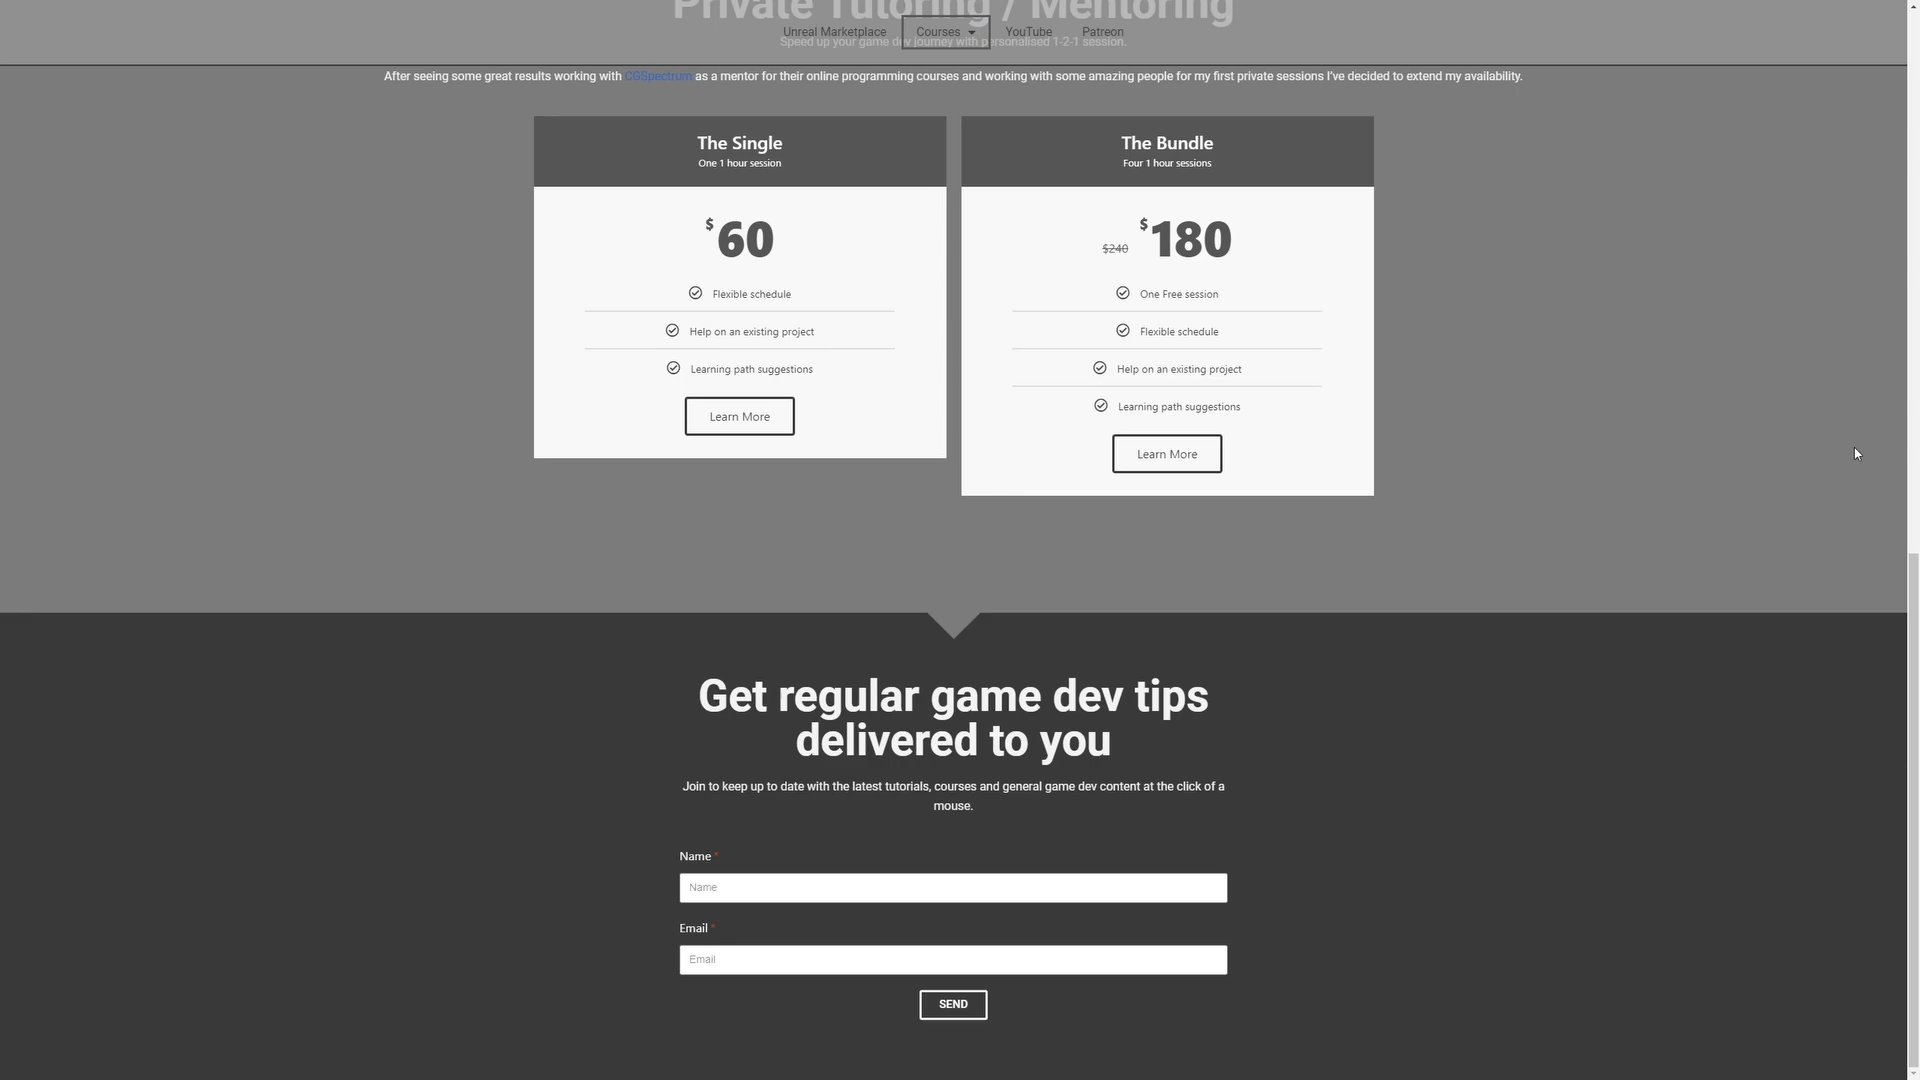 Private Tutoring / Mentoring
Unreal Marketplace Courses YouTube Patreon
Speed up your game dev journey with personalised 1-2-1 session.
After seeing some great results working with CGSpectrum as a mentor for their online programming courses and working with some amazing people for my first private sessions I've decided to extend my availability.
The Single
One 1 hour session
$60
Flexible schedule
Help on an existing project
Learning path suggestions
Learn More
The Bundle
Four 1 hour sessions
$240 $180
One Free session
Flexible schedule
Help on an existing project
Learning path suggestions
Learn More
Get regular game dev tips
delivered to you
Join to keep up to date with the latest tutorials, courses and general game dev content at the click of a
mouse.
Name *
Name
Email *
Email
SEND